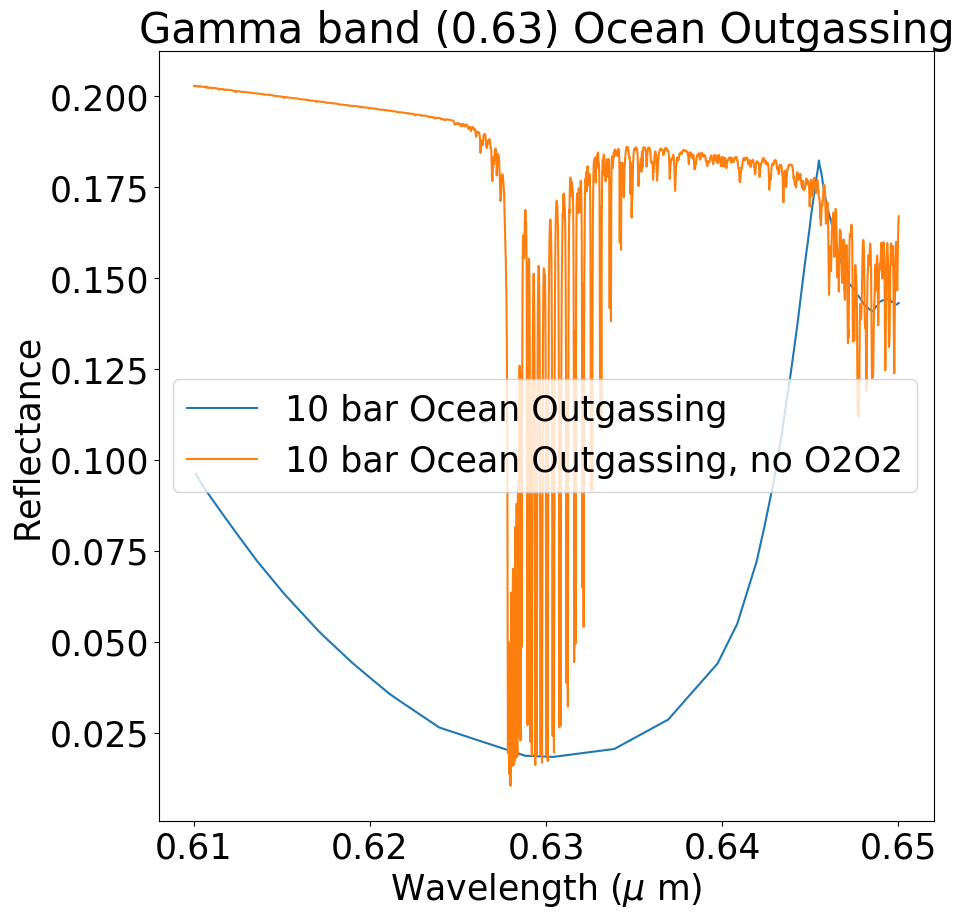 Gamma band (0.63) Ocean Outgassing
0.200
0.175
0.150
0.125
0.100
0.075
0.050
0.025
Reflectance
10 bar Ocean Outgassing
10 bar Ocean Outgassing, no O2O2
0.61 0.62 0.63 0.64 0.65
Wavelength (μ m)